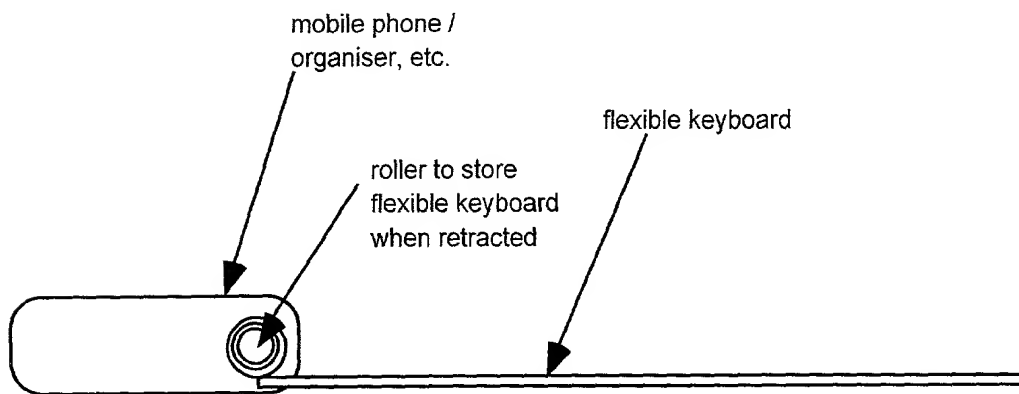 mobile phone /
organiser, etc.
flexible keyboard
roller to store
flexible keyboard
when retracted